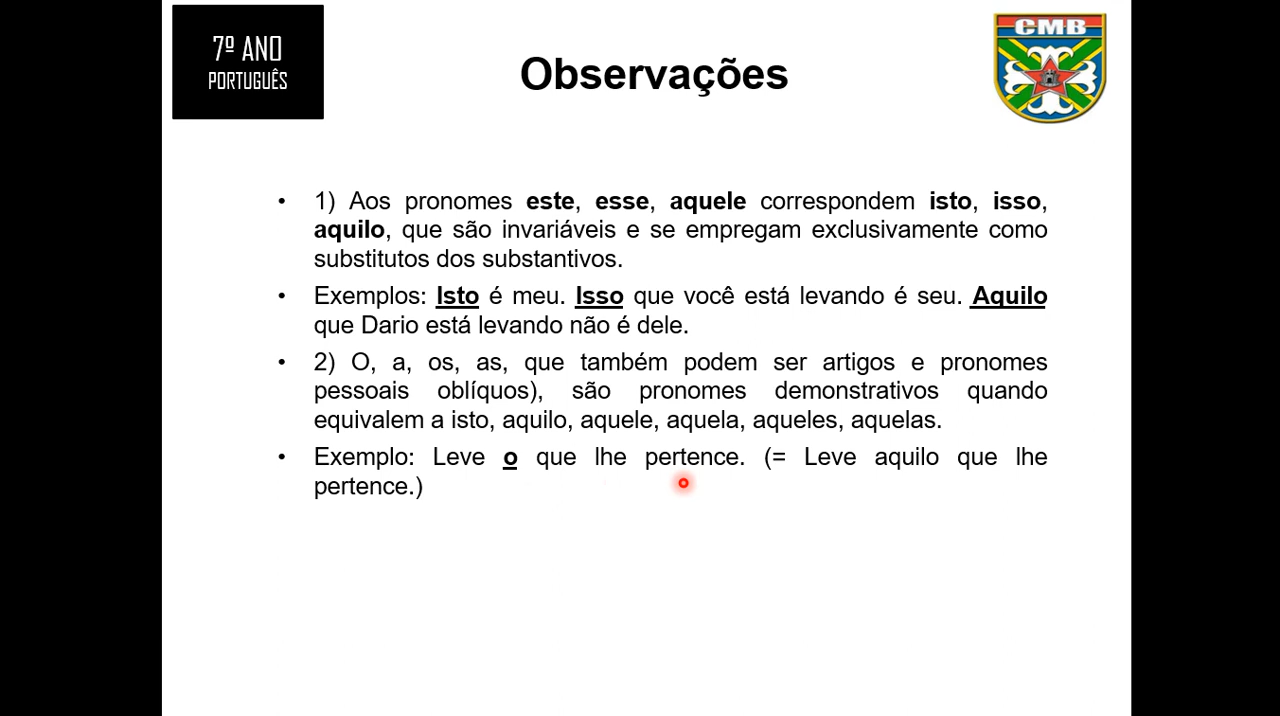 7º ANO
PORTUGUÊS
Observações
CMB
• 1) Aos pronomes este, esse, aquele correspondem isto, isso,
aquilo, que são invariáveis e se empregam exclusivamente como
substitutos dos substantivos.
• Exemplos: Isto é meu. Isso que você está levando é seu. Aquilo
que Dario está levando não é dele.
• 2) O, a, os, as, que também podem ser artigos e pronomes
pessoais oblíquos), são pronomes demonstrativos quando
equivalem a isto, aquilo, aquele, aquela, aqueles, aquelas.
• Exemplo: Leve o que lhe pertence. (= Leve aquilo que lhe
pertence.)